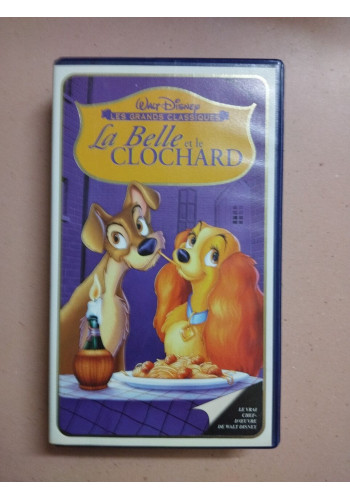 Walt Disney
LES GRANDS CLASSIQUES
La Belle et le
CLOCHARD
LE VRAI
CHEF-
D'ŒUVRE
DE WALT DISNEY